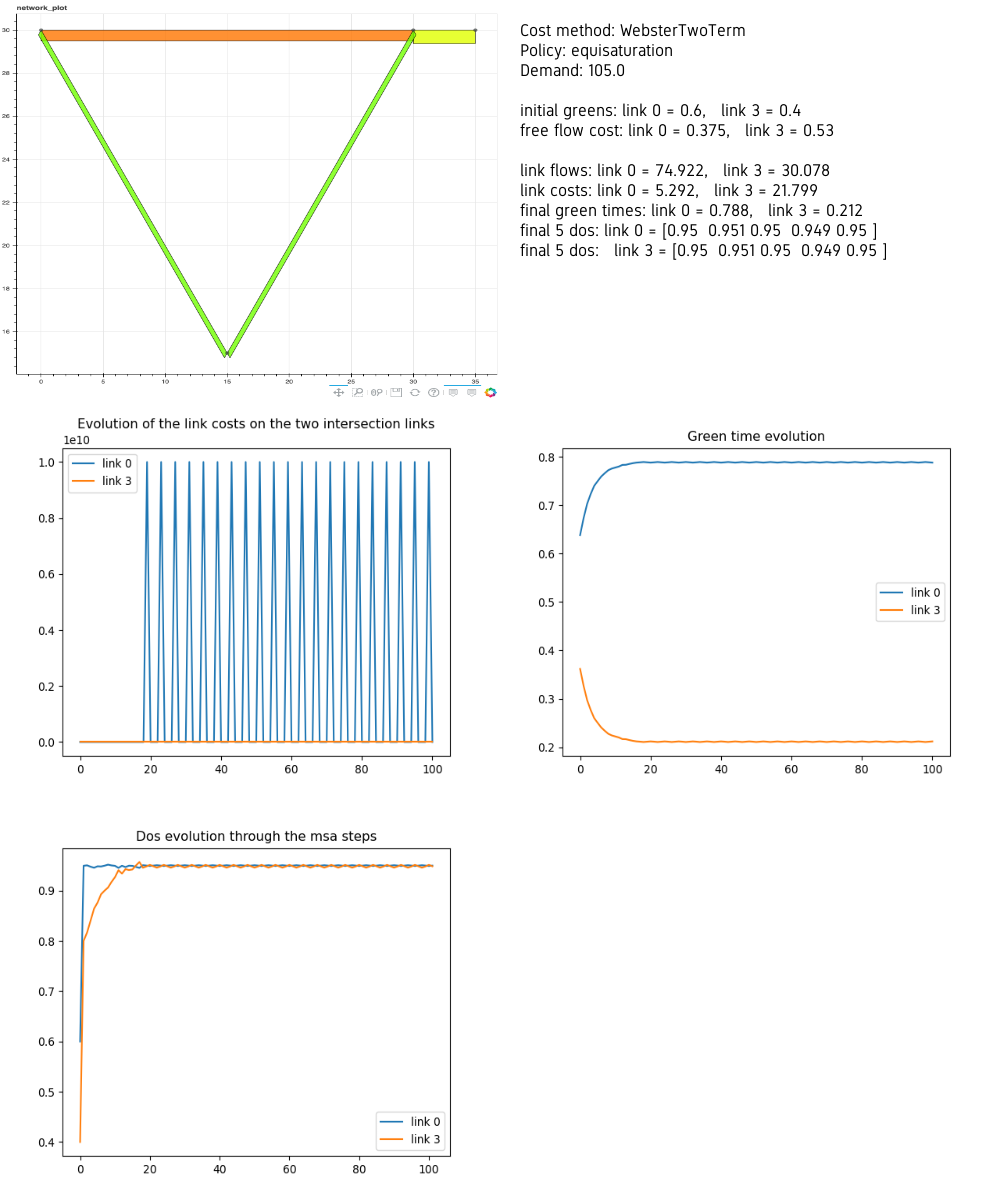 network_plot
30
28
26
24
22
20
18
16
0 5 10 15 20 25 30 35
Cost method: WebsterTwoTerm
Policy: equisaturation
Demand: 105.0
initial greens: link 0 = 0.6, link 3 = 0.4
free flow cost: link 0 = 0.375, link 3 = 0.53
link flows: link 0 = 74.922, link 3 = 30.078
link costs: link 0 = 5.292, link 3 = 21.799
final green times: link 0 = 0.788, link 3 = 0.212
final 5 dos: link 0 = [0.95 0.951 0.95 0.949 0.95 ]
final 5 dos: link 3 = [0.95 0.951 0.95 0.949 0.95 ]
Evolution of the link costs on the two intersection links
1e10
link 0
link 3
1.0
0.8
0.6
0.4
0.2
0.0
0 20 40 60 80 100
Green time evolution
0.8
0.7
0.6
0.5
0.4
0.3
0.2
link 0
link 3
0 20 40 60 80 100
Dos evolution through the msa steps
0.9
0.8
0.7
0.6
0.5
0.4
link 0
link 3
0 20 40 60 80 100